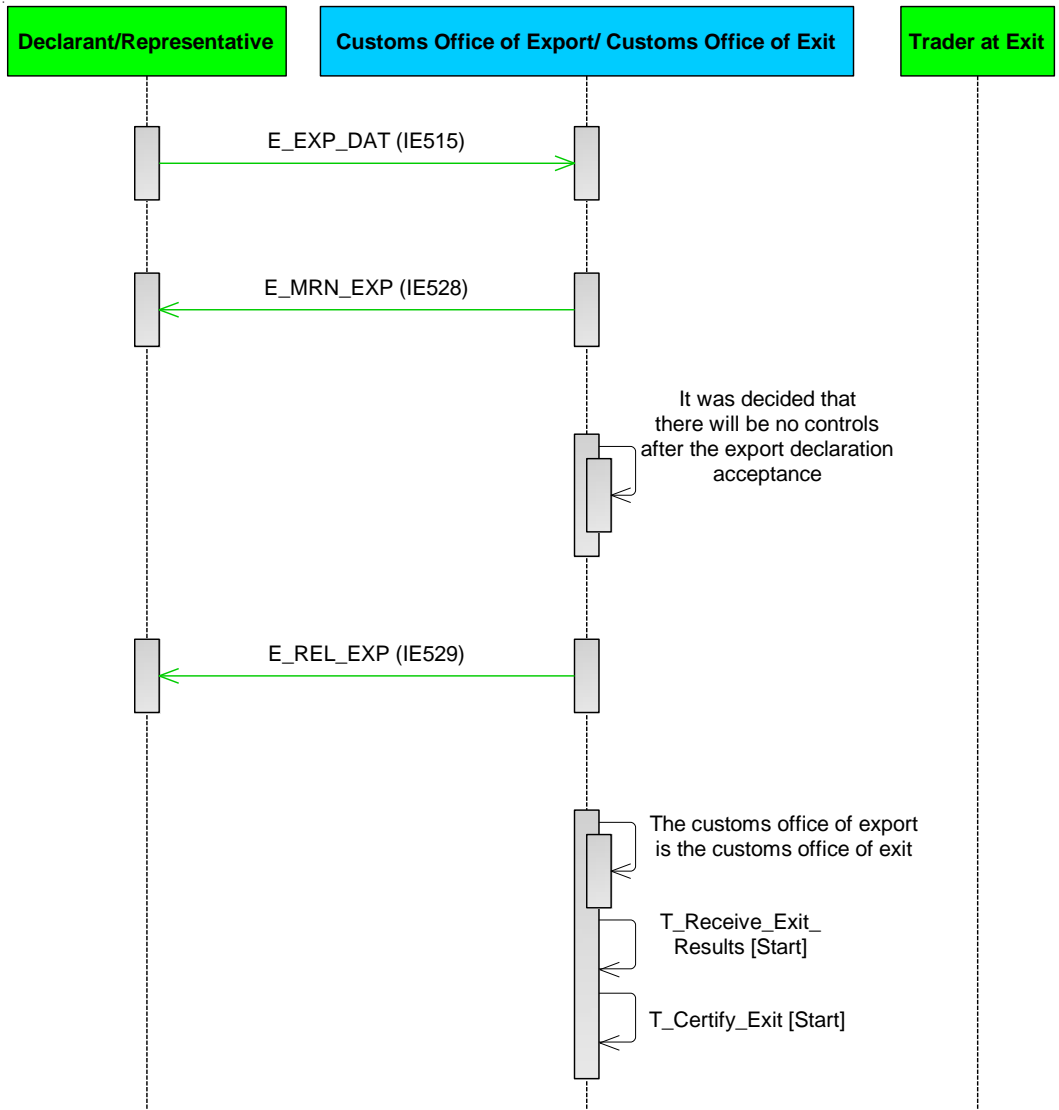 Declarant/Representative
Customs Office of Export/ Customs Office of Exit
Trader at Exit
E_EXP_DAT (IE515)
E_MRN_EXP (IE528)
It was decided that
there will be no controls
after the export declaration
acceptance
E_REL_EXP (IE529)
The customs office of export
is the customs office of exit
T_Receive_Exit_
Results [Start]
T_Certify_Exit [Start]